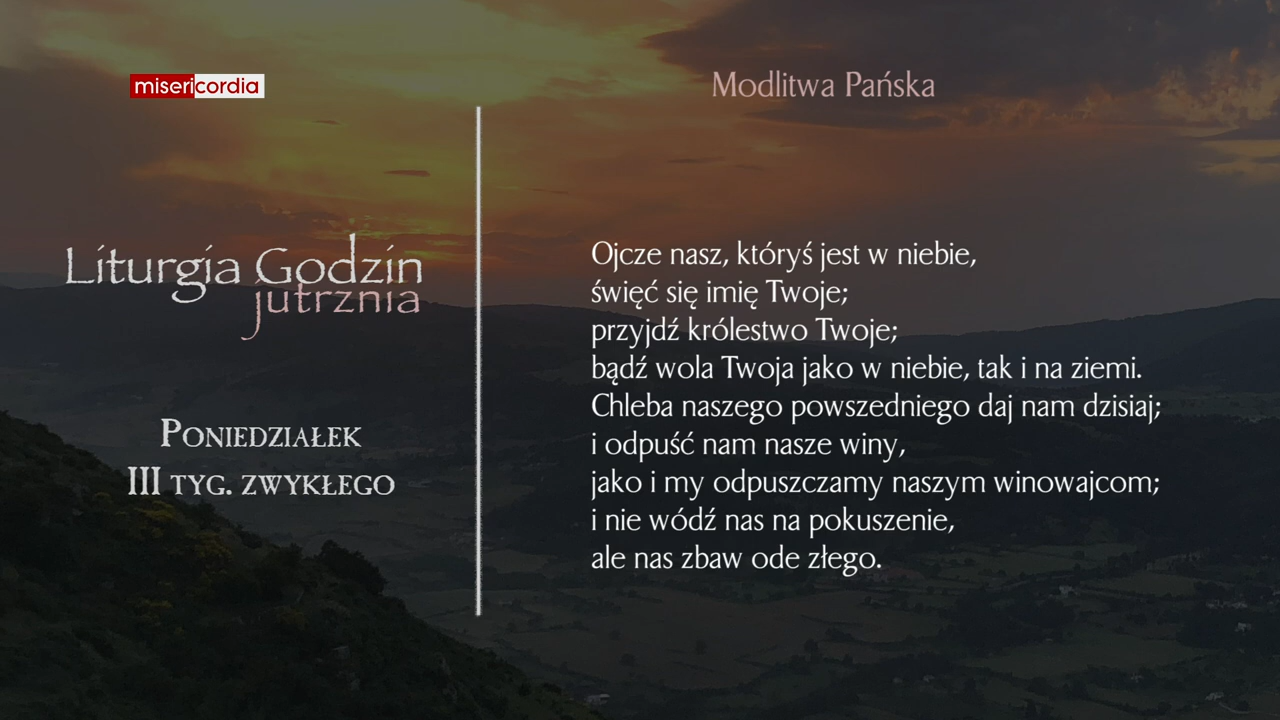 misericordia
Liturgia Godzin
jutrznia
Poniedziałek
III tyg. zwykłego
Modlitwa Pańska
Ojcze nasz, któryś jest w niebie,
święć się imię Twoje;
przyjdź królestwo Twoje;
bądź wola Twoja jako w niebie, tak i na ziemi.
Chleba naszego powszedniego daj nam dzisiaj;
i odpuść nam nasze winy,
jako i my odpuszczamy naszym winowajcom;
i nie wódź nas na pokuszenie,
ale nas zbaw ode złego.